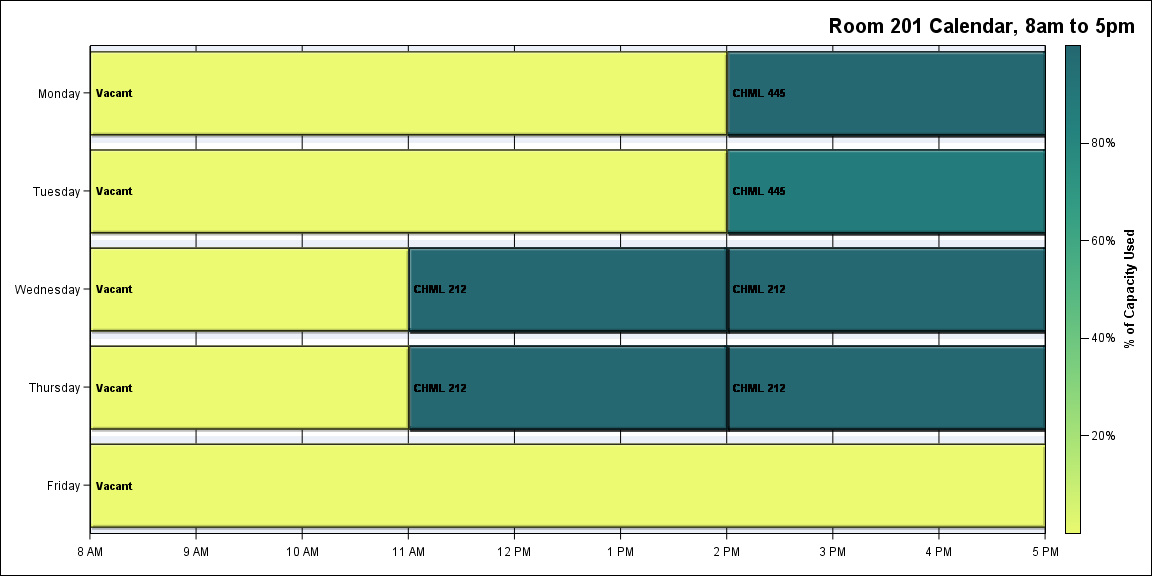 Room 201 Calendar, 8am to 5pm
Monday
Vacant
CHML 445
Tuesday
Vacant
CHML 445
Wednesday
Vacant
CHML 212
CHML 212
Thursday
Vacant
CHML 212
CHML 212
Friday
Vacant
8 AM
9 AM
10 AM
11 AM
12 PM
1 PM
2 PM
3 PM
4 PM
5 PM
80%
60%
40%
20%
% of Capacity Used